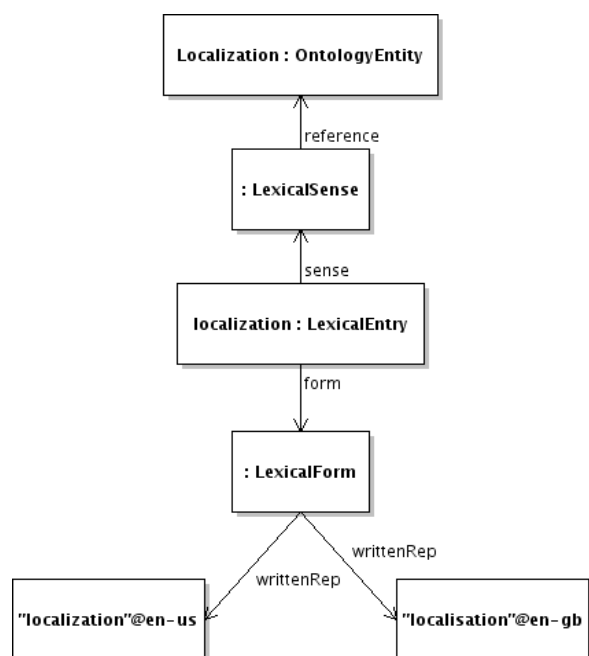 Localization : OntologyEntity
reference
: LexicalSense
sense
localization : LexicalEntry
form
: LexicalForm
writtenRep
writtenRep
"localization"@en-us
"localisation"@en-gb